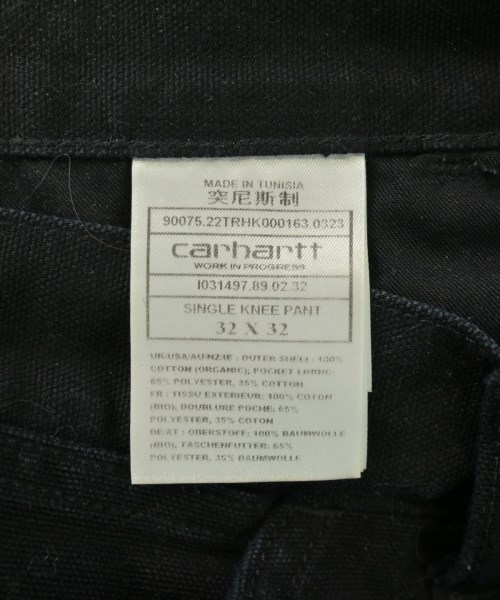 MADE IN TUNISIA
突尼斯制
90075.22TRHK000163.0323
carhartt
WORK IN PROGRESS
I031497.89.02.32
SINGLE KNEE PANT
32 X 32
UK/USA/AU/NZ/IE : OUTER SHELL: 100%
COTTON (ORGANIC), POCKET LINING:
65% POLYESTER, 35% COTTON
FR : TISSU EXTERIEUR: 100% COTON
(BIO), DOUBLURE POCHE: 65%
POLYESTER, 35% COTON
DE-AT : OBERSTOFF: 100% BAUMWOLLE
(BIO), TASCHENFUTTER: 65%
POLYESTER, 35% BAUMWOLLE